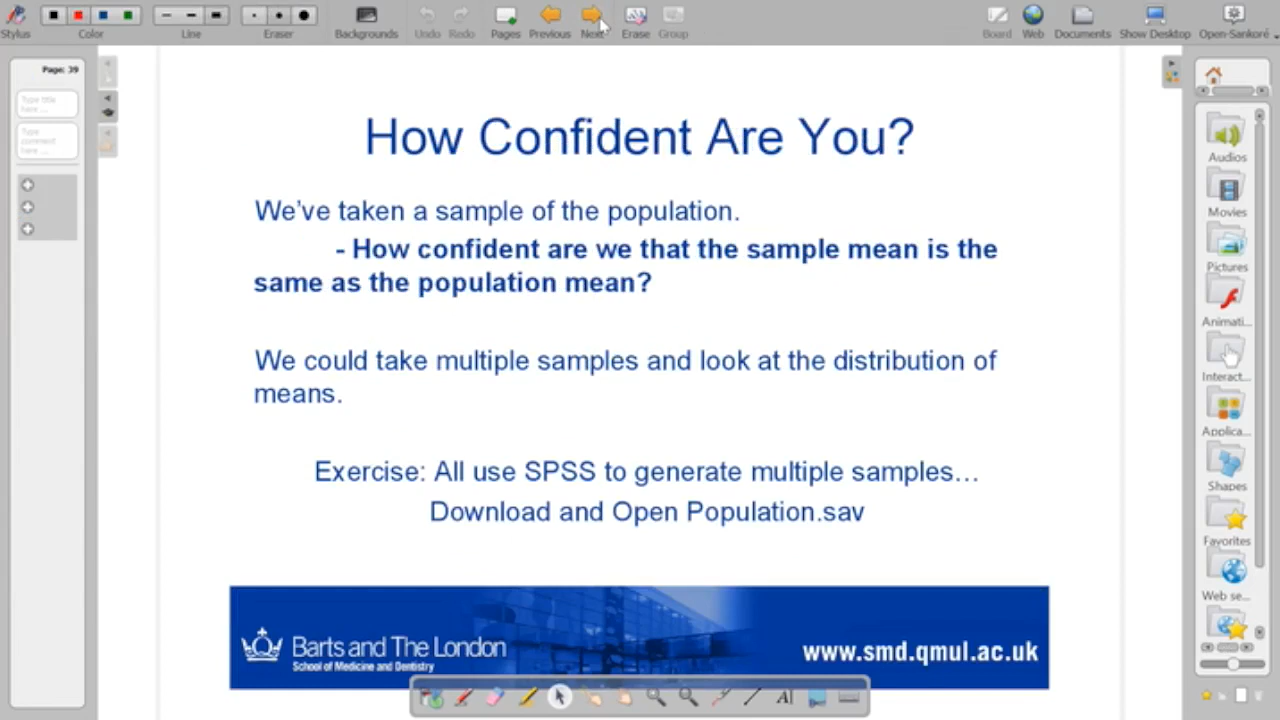 Stylus
Color
Line
Eraser
Backgrounds
Undo
Redo
Pages
Previous
Next
Erase
Group
Board
Web
Documents
Show Desktop
Open-Sankoré
Page: 39
Type title
here ...
Type
comment
here ...
How Confident Are You?
We've taken a sample of the population.
- How confident are we that the sample mean is the
same as the population mean?
We could take multiple samples and look at the distribution of
means.
Exercise: All use SPSS to generate multiple samples…
Download and Open Population.sav
Barts and The London
School of Medicine and Dentistry
www.smd.qmul.ac.uk
Audios
Movies
Pictures
Animati...
Interact...
Applica...
Shapes
Favorites
Web se...